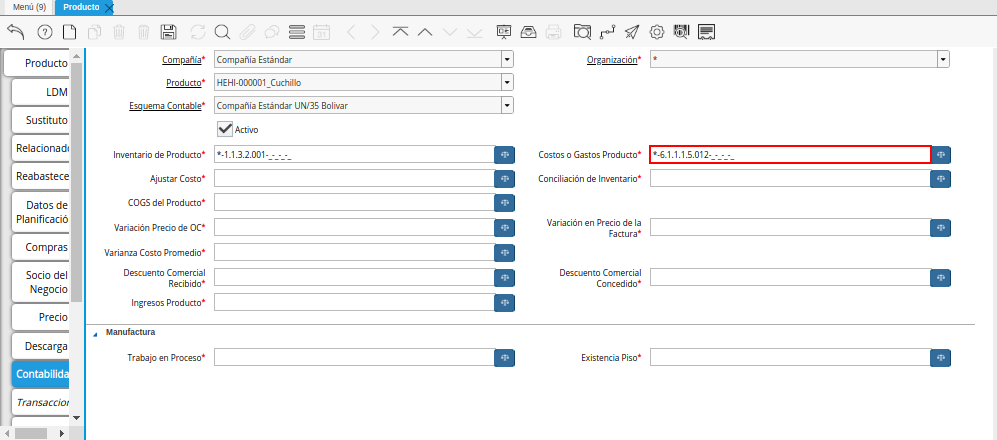 Menú (9)
Producto
31
Producto
LDM
Sustituto
Relacionado
Reabastece
Datos de
Planificació
Compras
Socio del
Negocio
Precio
Descarga
Contabilida
Transaccion
Compañía* Compañía Estándar
Organización* *
Producto* HEHI-000001_Cuchillo
Esquema Contable* Compañía Estándar UN/35 Bolivar
Activo
Inventario de Producto* *-1.1.3.2.001-_-_-_-_
Costos o Gastos Producto* *-6.1.1.1.5.012-_-_-_-_
Ajustar Costo*
Conciliación de Inventario*
COGS del Producto*
Variación Precio de OC*
Variación en Precio de la
Factura*
Varianza Costo Promedio*
Descuento Comercial
Recibido*
Descuento Comercial
Concedido*
Ingresos Producto*
Manufactura
Trabajo en Proceso*
Existencia Piso*